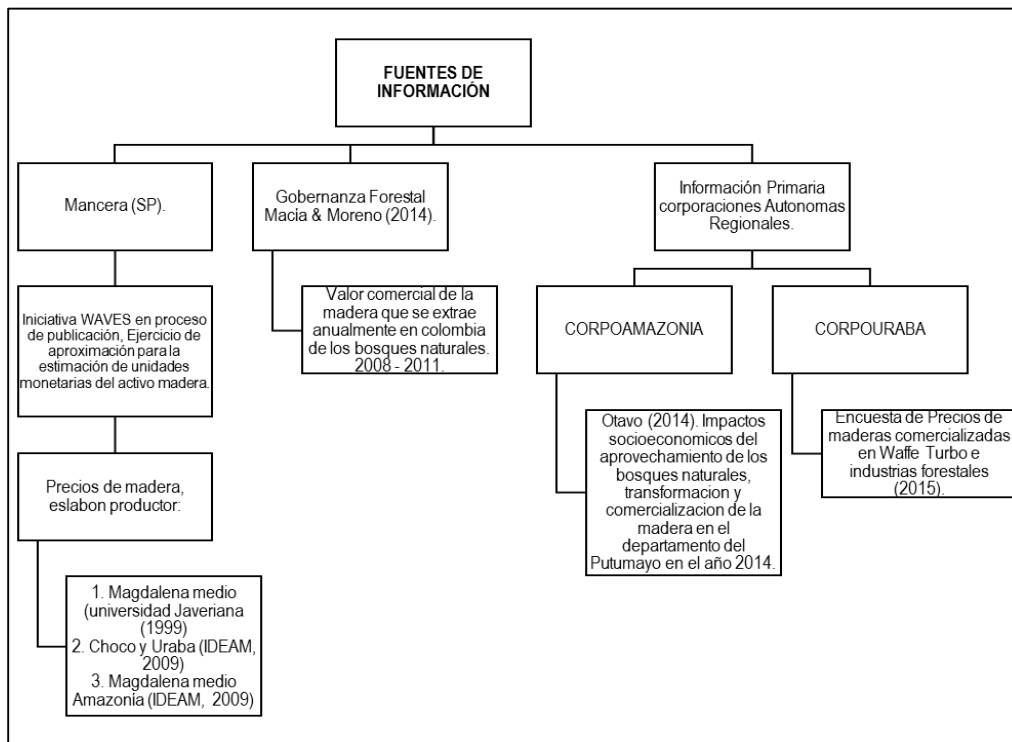 FUENTES DE
INFORMACIÓN
Mancera (SP).
Gobernanza Forestal
Macía & Moreno (2014).
Información Primaria
corporaciones Autonomas
Regionales.
Iniciativa WAVES en proceso
de publicación, Ejercicio de
aproximación para la
estimación de unidades
monetarias del activo madera.
Valor comercial de la
madera que se extrae
anualmente en colombia
de los bosques naturales.
2008 - 2011.
CORPOAMAZONIA
CORPOURABA
Precios de madera,
eslabon productor:
Otavo (2014). Impactos
socioeconomicos del
aprovechamiento de los
bosques naturales,
transformacion y
comercializacion de la
madera en el
departamento del
Putumayo en el año 2014.
Encuesta de Precios de
maderas comercializadas
en Waffe Turbo e
industrias forestales
(2015).
1. Magdalena medio
(universidad Javeriana
(1999)
2. Choco y Uraba (IDEAM,
2009)
3. Magdalena medio
Amazonía (IDEAM, 2009)